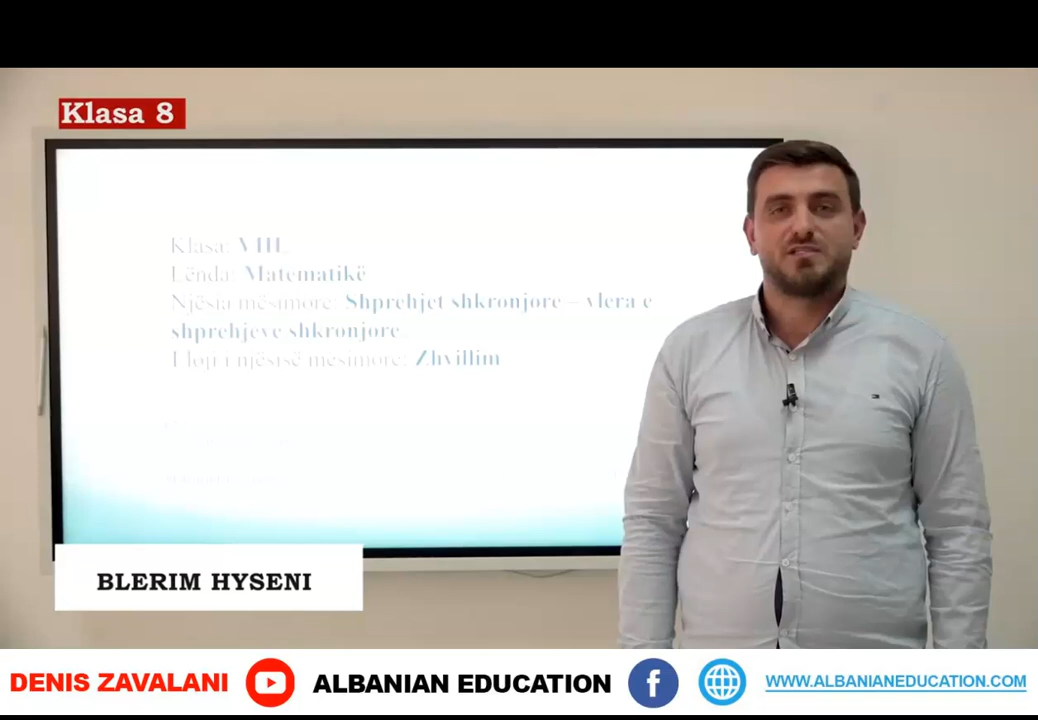 Klasa 8
Klasa: VIII
Lënda: Matematikë
Njësia mësimore: Shprehjet shkronjore – vlera e
shprehjeve shkronjore
i njësisë mësimore: Zhvillim
BLERIM HYSENI
DENIS ZAVALANI
ALBANIAN EDUCATION
WWW.ALBANIANEDUCATION.COM